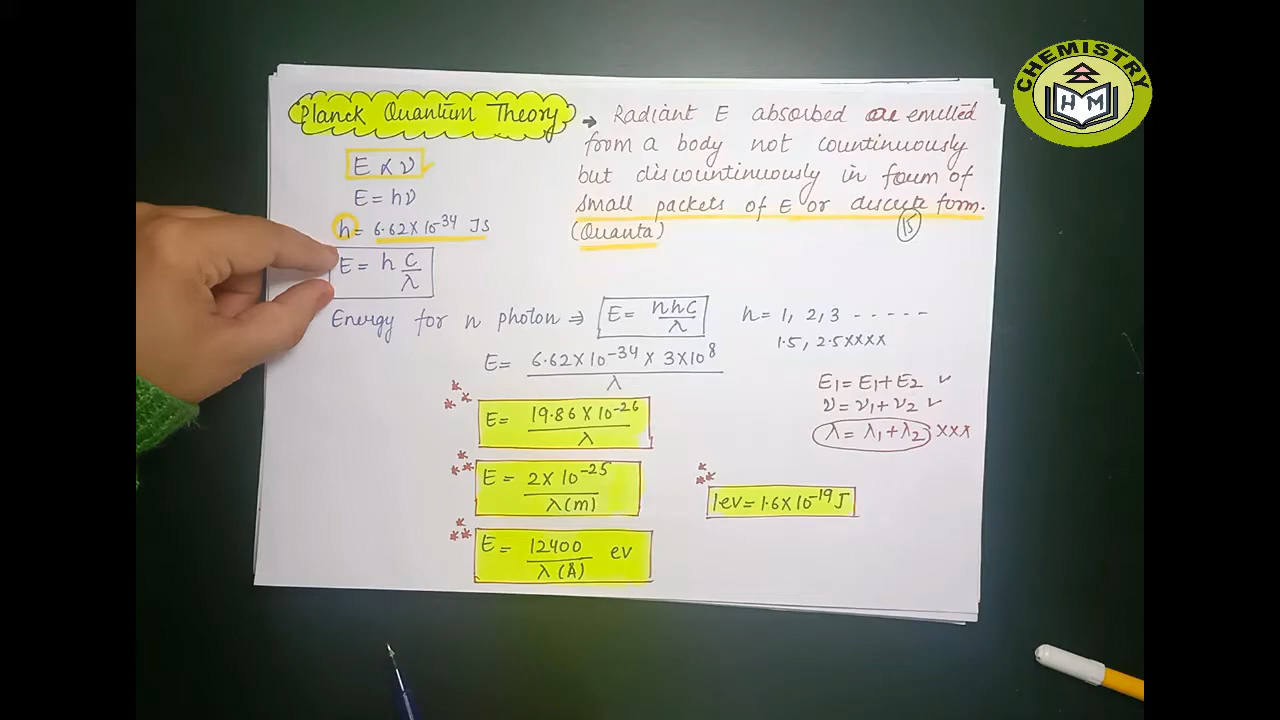 CHEMISTRY
HM
Planck Quantum Theory
→ Radiant E absorbed or emitted
from a body not countinuously
but discountinuously in form of
small packets of E or discrete form.
(Quanta)
15
E ∝ ν
E = hν
h = 6.62 X 10⁻³⁴ JS
E = h c/λ
Energy for n photon ⇒ E = nhc/λ
n = 1, 2, 3 - - - - -
1.5, 2.5 XXXX
E = 6.62 X 10⁻³⁴ X 3X10⁸/λ
E₁ = E₁ + E₂ ✓
ν = ν₁ + ν₂ ✓
λ = λ₁ + λ₂ XXX
E = 19.86 X 10⁻²⁶/λ
E = 2 X 10⁻²⁵/λ(m)
1ev = 1.6 X 10⁻¹⁹ J
E = 12400/λ(Å) ev